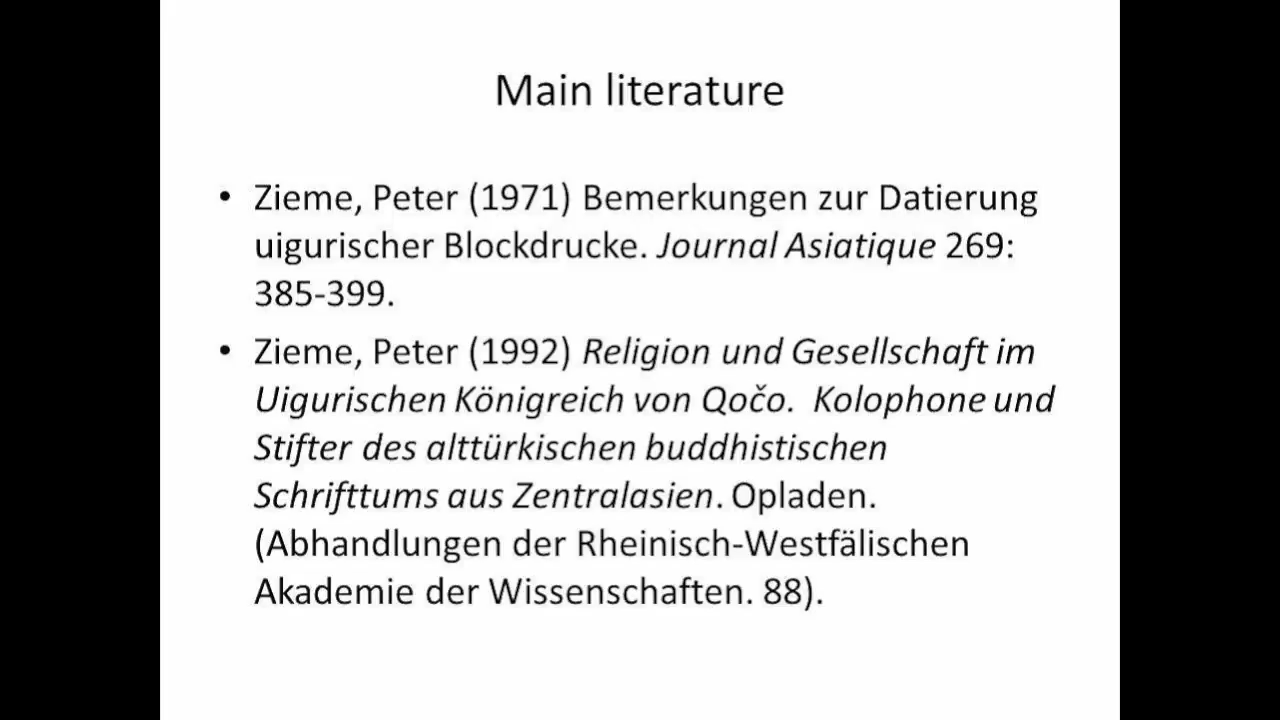 Main literature
• Zieme, Peter (1971) Bemerkungen zur Datierung
uigurischer Blockdrucke. Journal Asiatique 269:
385-399.
• Zieme, Peter (1992) Religion und Gesellschaft im
Uigurischen Königreich von Qočo.  Kolophone und
Stifter des alttürkischen buddhistischen
Schrifttums aus Zentralasien. Opladen.
(Abhandlungen der Rheinisch-Westfälischen
Akademie der Wissenschaften. 88).